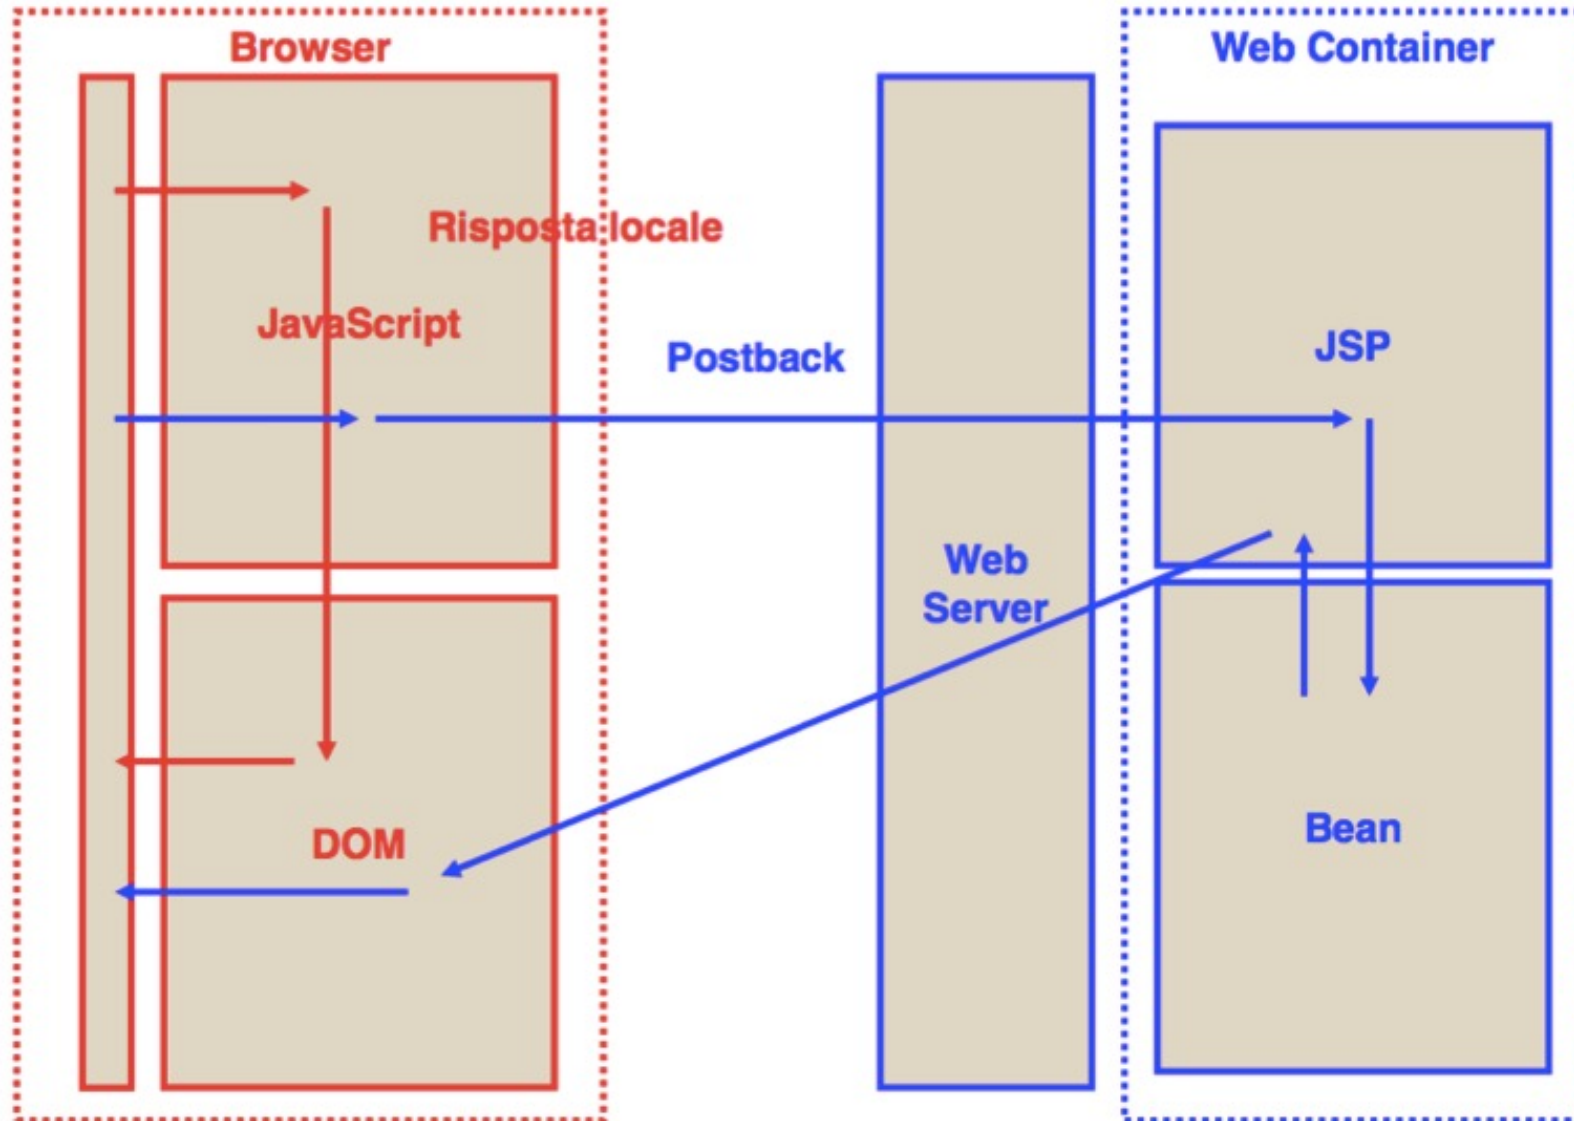 Browser
Web Container
Risposta locale
JavaScript
Postback
JSP
Web
Server
DOM
Bean